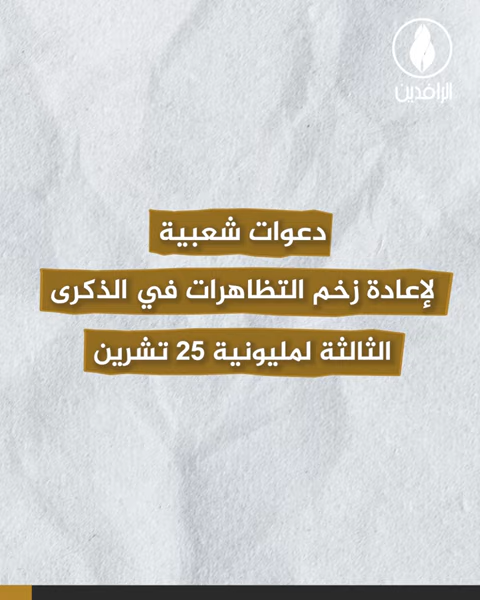 الرافدين
دعوات شعبية
لإعادة زخم التظاهرات في الذكرى
الثالثة لمليونية 25 تشرين